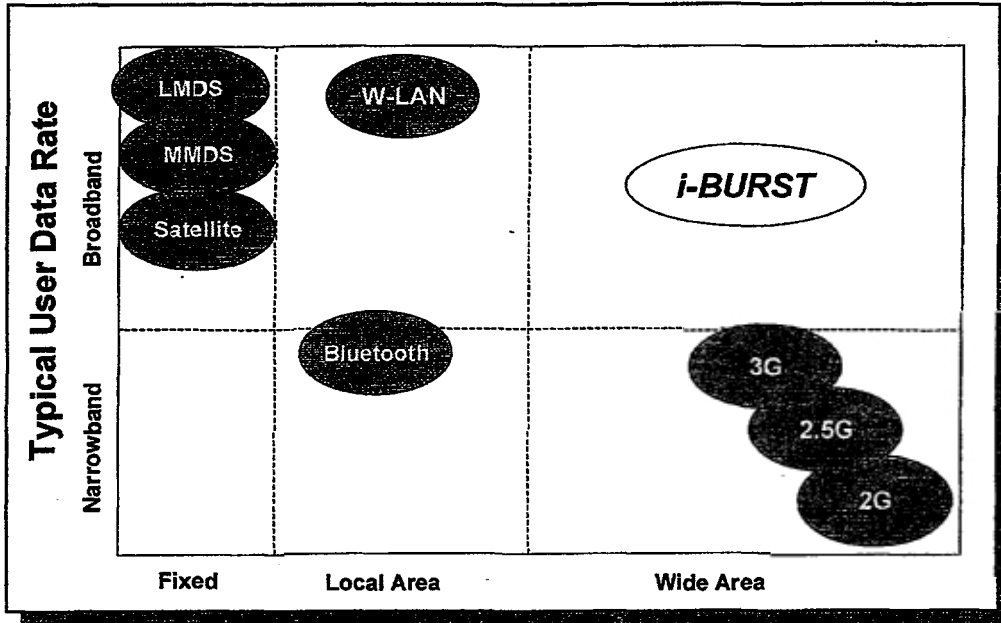 Typical User Data Rate
Broadband
Narrowband
LMDS
MMDS
Satellite
W-LAN
i-BURST
Bluetooth
3G
2.5G
2G
Fixed
Local Area
Wide Area